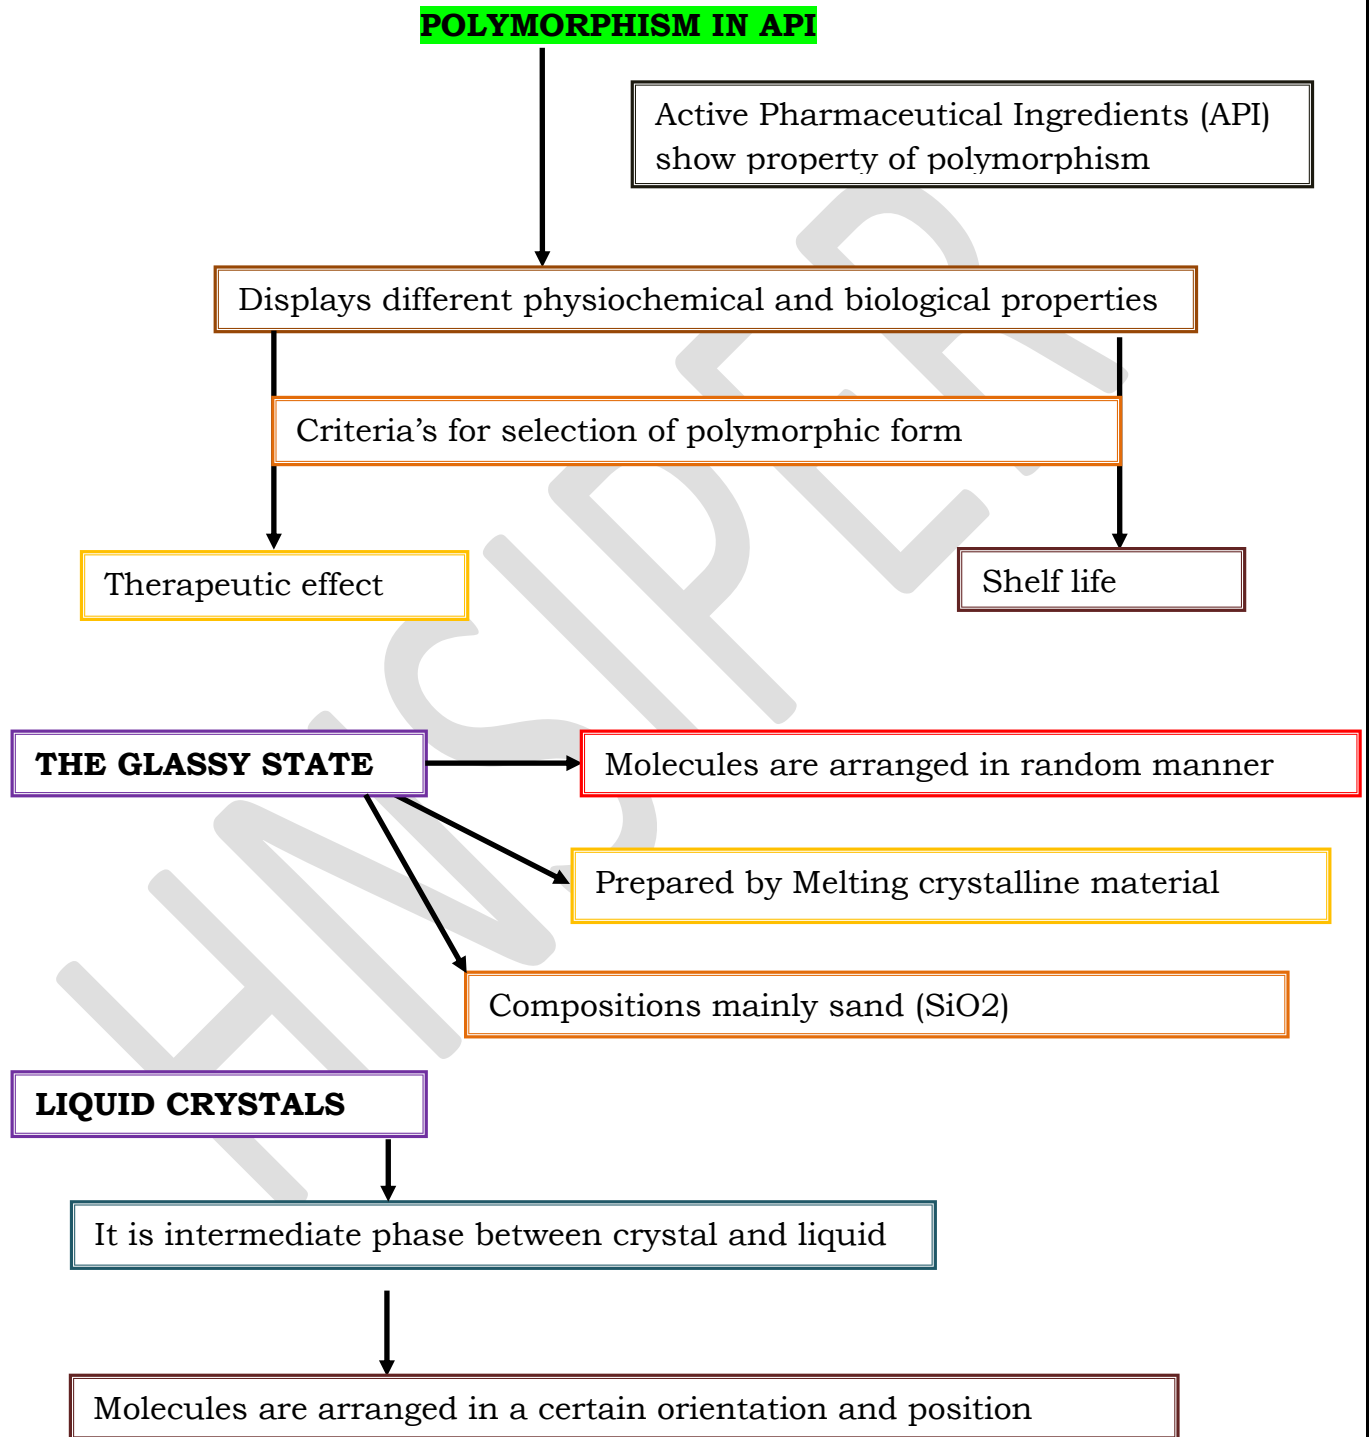 POLYMORPHISM IN API
Active Pharmaceutical Ingredients (API)
show property of polymorphism
Displays different physiochemical and biological properties
Criteria’s for selection of polymorphic form
Therapeutic effect
Shelf life
THE GLASSY STATE
Molecules are arranged in random manner
Prepared by Melting crystalline material
Compositions mainly sand (SiO2)
LIQUID CRYSTALS
It is intermediate phase between crystal and liquid
Molecules are arranged in a certain orientation and position
HNSIPER